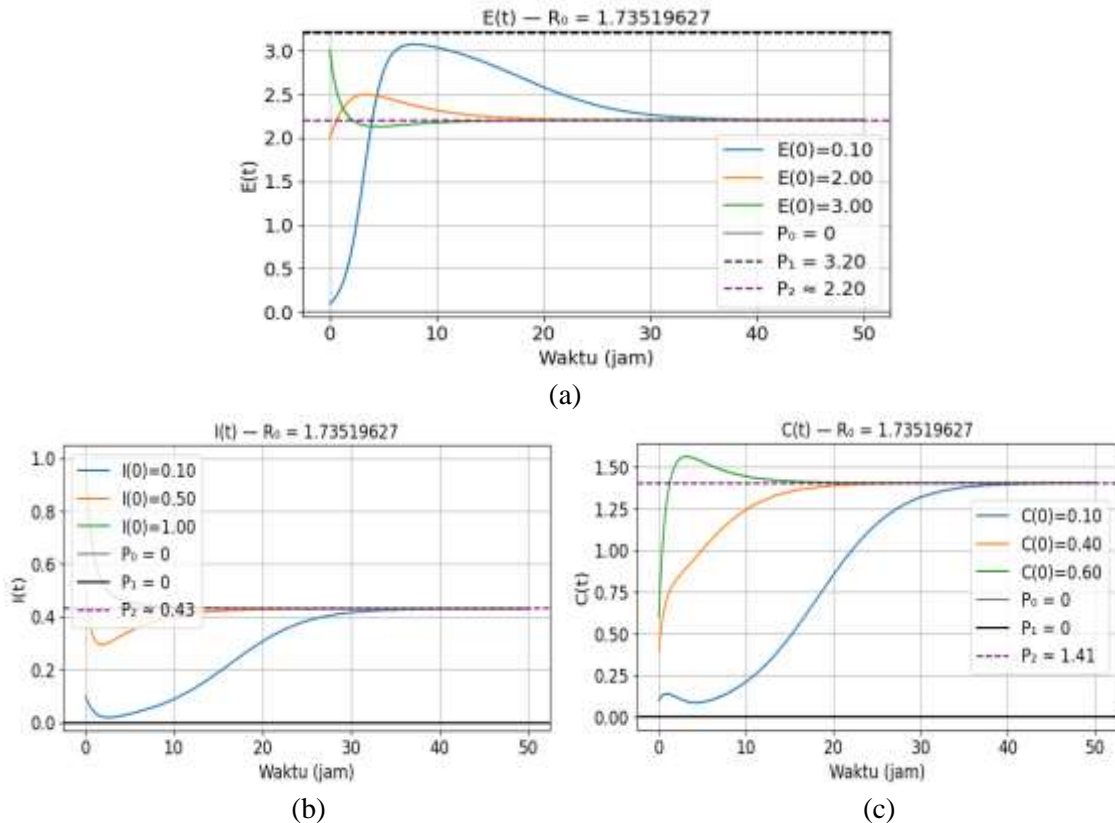 E(t) — R₀ = 1.73519627
E(t)
3.0
2.5
2.0
1.5
1.0
0.5
0.0
E(0)=0.10
E(0)=2.00
E(0)=3.00
P₀ = 0
P₁ = 3.20
P₂ ≈ 2.20
0 10 20 30 40 50
Waktu (jam)
(a)
I(t) — R₀ = 1.73519627
I(t)
1.0
0.8
0.6
0.4
0.2
0.0
I(0)=0.10
I(0)=0.50
I(0)=1.00
P₀ = 0
P₁ = 0
P₂ ≈ 0.43
0 10 20 30 40 50
Waktu (jam)
(b)
C(t) — R₀ = 1.73519627
C(t)
1.50
1.25
1.00
0.75
0.50
0.25
0.00
C(0)=0.10
C(0)=0.40
C(0)=0.60
P₀ = 0
P₁ = 0
P₂ ≈ 1.41
0 10 20 30 40 50
Waktu (jam)
(c)